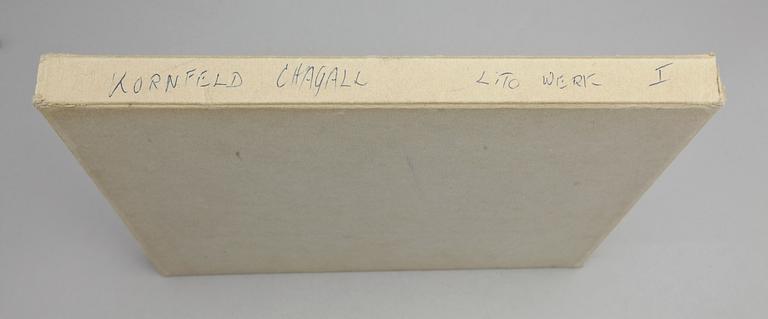 KORNFELD CHAGALL LITO WERK I